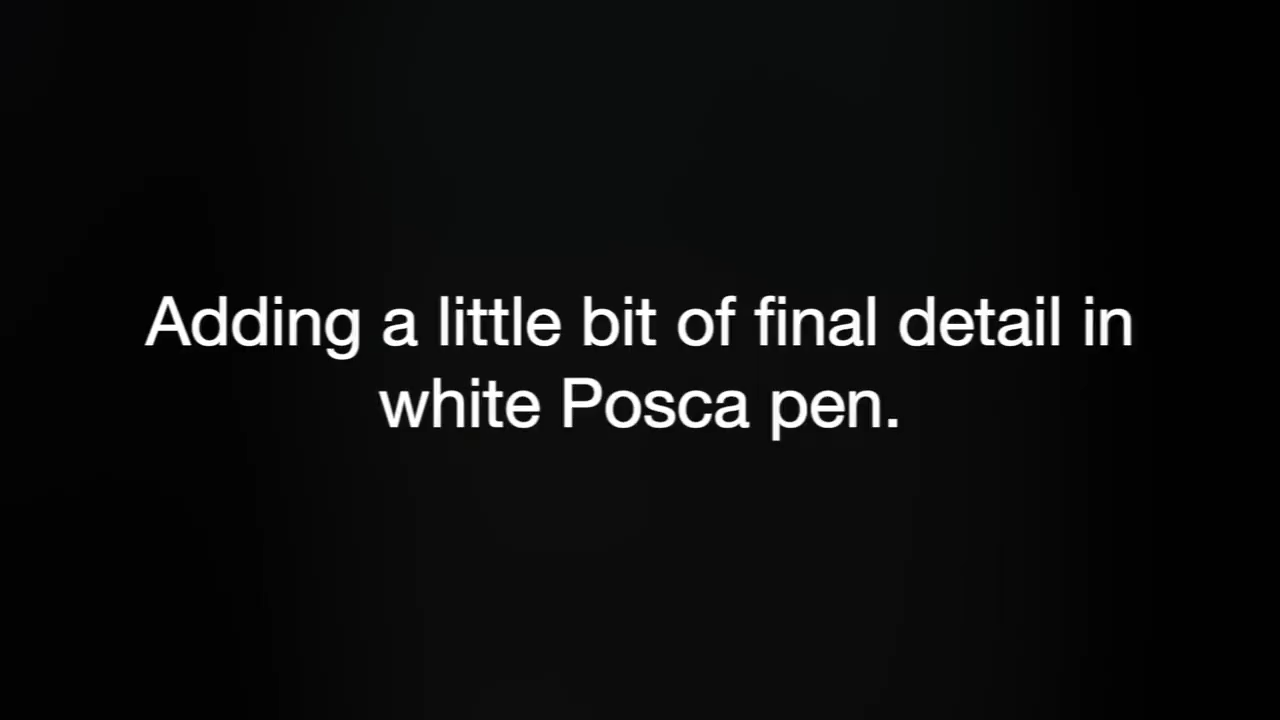 Adding a little bit of final detail in
white Posca pen.